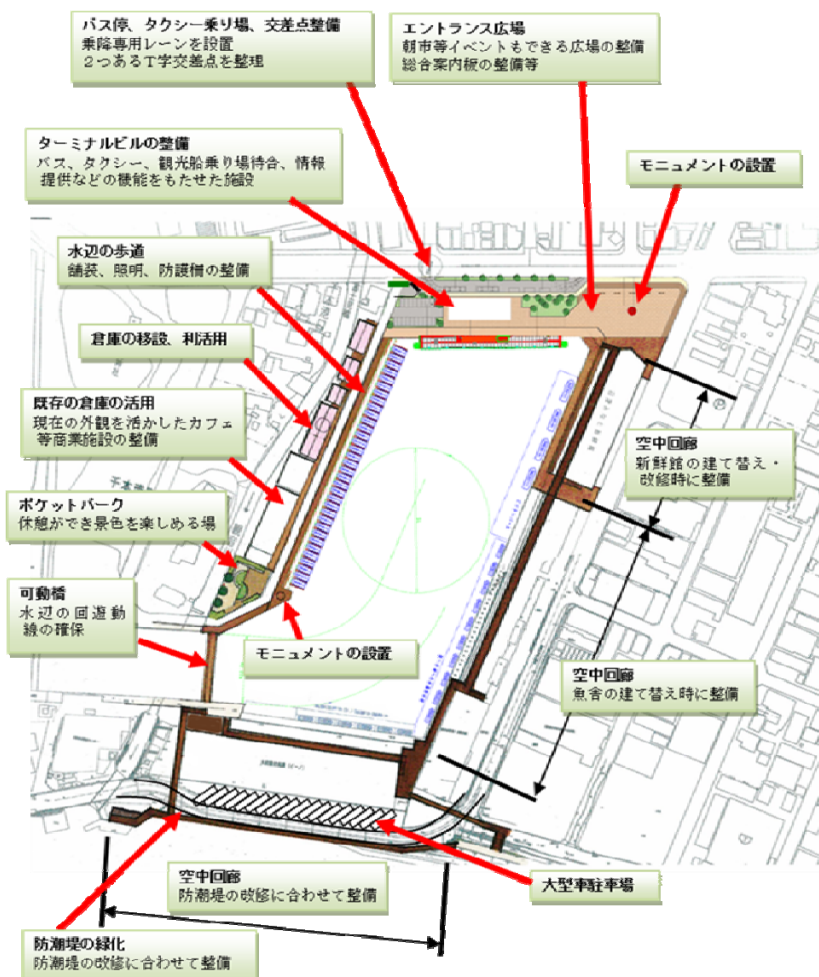 バス停、タクシー乗り場、交差点整備
乗降専用レーンを設置
２つあるT字交差点を整理
エントランス広場
朝市等イベントもできる広場の整備
総合案内板の整備等
ターミナルビルの整備
バス、タクシー、観光船乗り場待合、情報
提供などの機能をもたせた施設
モニュメントの設置
水辺の歩道
舗装、照明、防護柵の整備
倉庫の移設、利活用
既存の倉庫の活用
現在の外観を活かしたカフェ
等商業施設の整備
空中回廊
新鮮館の建て替え・
改修時に整備
ポケットパーク
休憩ができ景色を楽しめる場
可動橋
水辺の回遊動
線の確保
モニュメントの設置
空中回廊
魚舎の建て替え時に整備
空中回廊
防潮堤の改修に合わせて整備
大型車駐車場
防潮堤の緑化
防潮堤の改修に合わせて整備